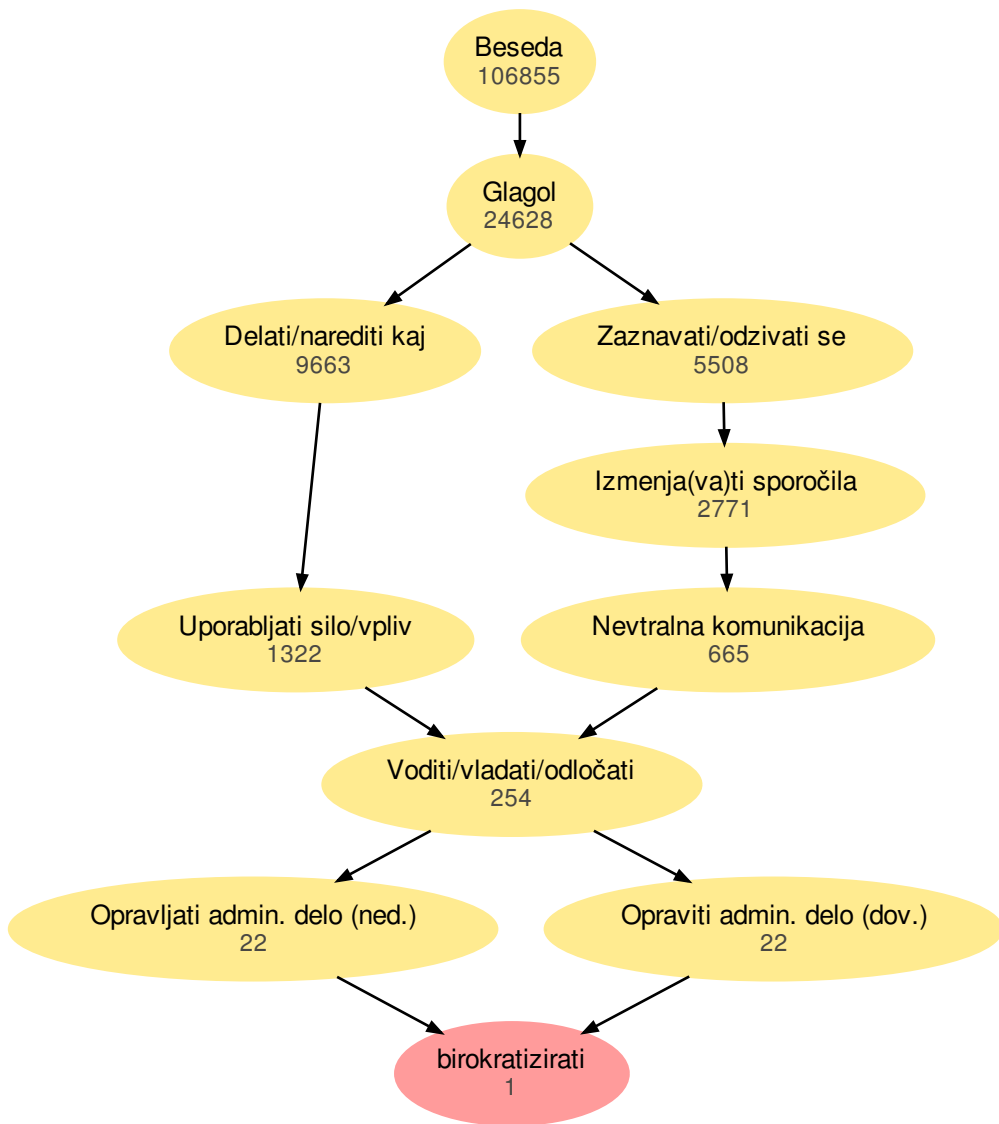 Beseda
106855
Glagol
24628
Delati/narediti kaj
9663
Zaznavati/odzivati se
5508
Izmenja(va)ti sporočila
2771
Uporabljati silo/vpliv
1322
Nevtralna komunikacija
665
Voditi/vladati/odločati
254
Opravljati admin. delo (ned.)
22
Opraviti admin. delo (dov.)
22
birokratizirati
1